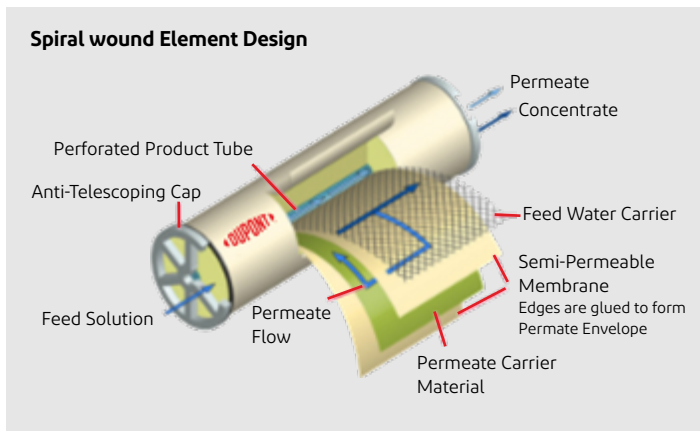 Spiral wound Element Design
Permeate
Concentrate
Perforated Product Tube
Anti-Telescoping Cap
DUPONT
Feed Water Carrier
Semi-Permeable
Membrane
Edges are glued to form
Permate Envelope
Feed Solution
Permeate
Flow
Permeate Carrier
Material